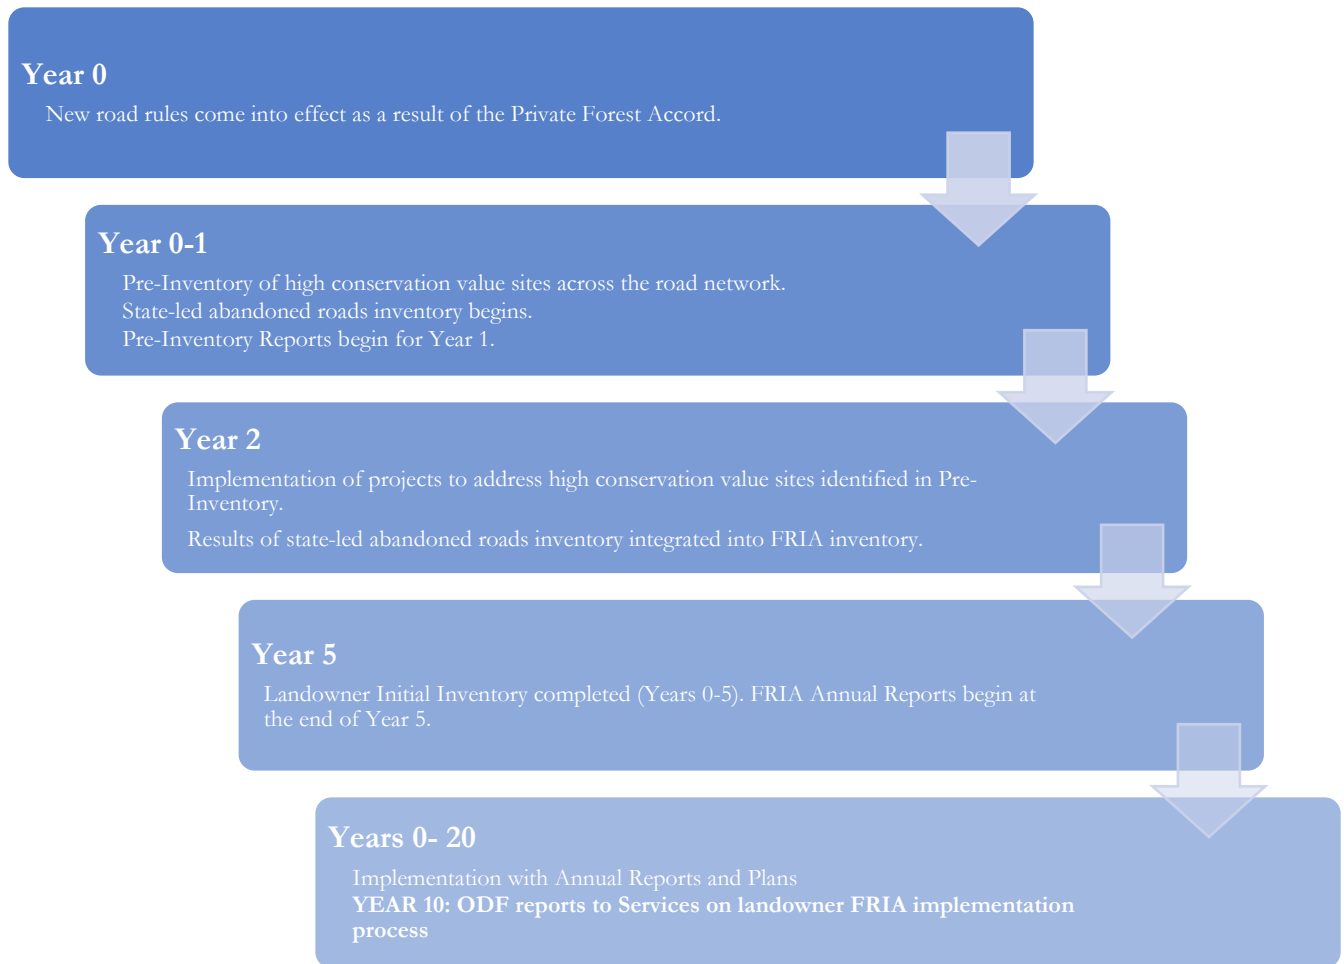 Year 0
New road rules come into effect as a result of the Private Forest Accord.
Year 0-1
Pre-Inventory of high conservation value sites across the road network.
State-led abandoned roads inventory begins.
Pre-Inventory Reports begin for Year 1.
Year 2
Implementation of projects to address high conservation value sites identified in Pre-
Inventory.
Results of state-led abandoned roads inventory integrated into FRIA inventory.
Year 5
Landowner Initial Inventory completed (Years 0-5). FRIA Annual Reports begin at
the end of Year 5.
Years 0- 20
Implementation with Annual Reports and Plans
YEAR 10: ODF reports to Services on landowner FRIA implementation
process